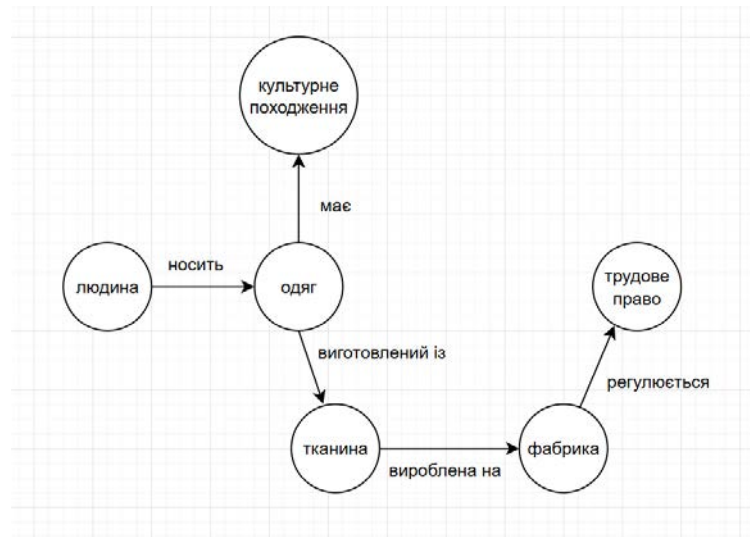 культурне
походження
має
носить
людина
одяг
трудове
право
виготовлений із
регулюється
тканина
фабрика
вироблена на